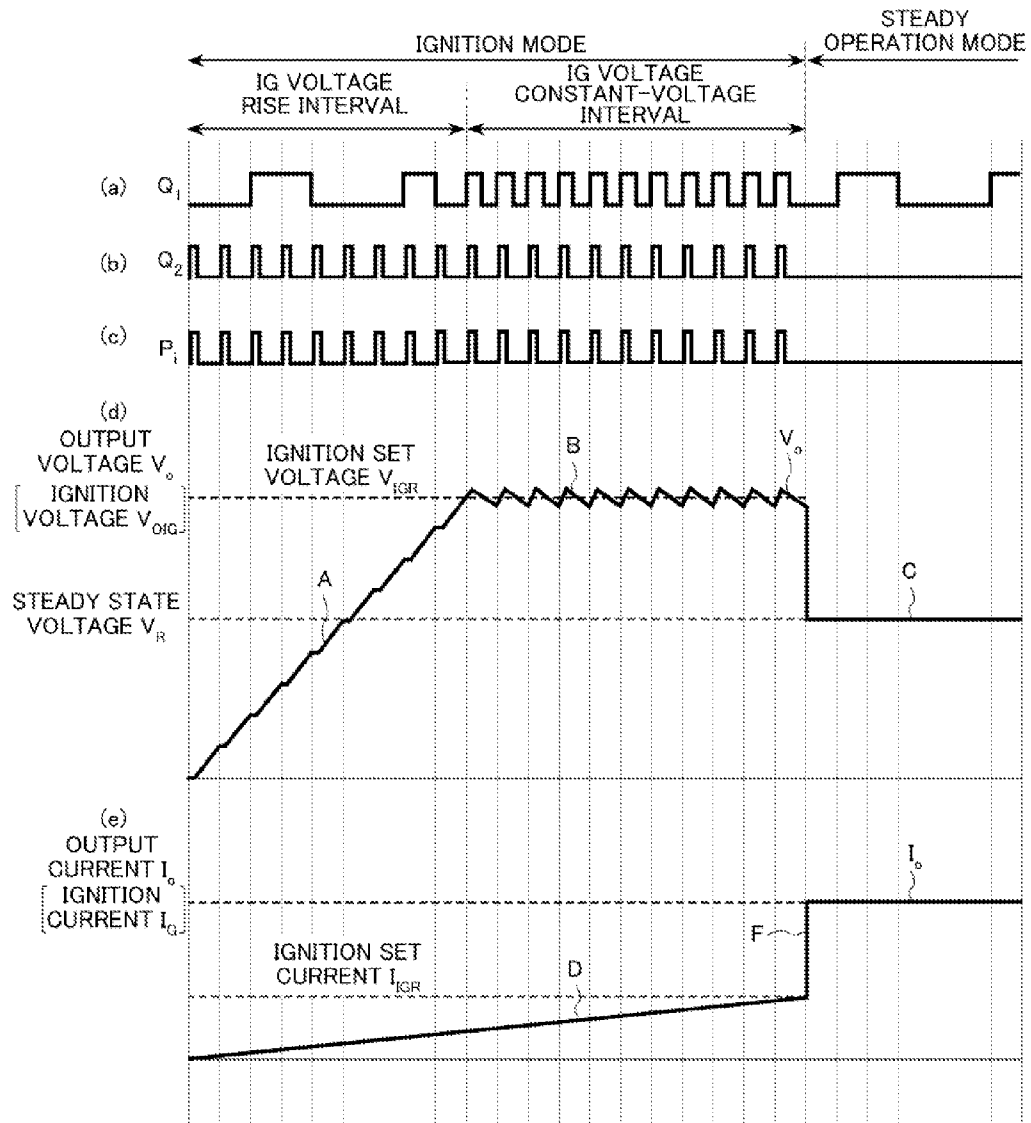 STEADY
OPERATION MODE
IGNITION MODE
IG VOLTAGE
RISE INTERVAL
IG VOLTAGE
CONSTANT-VOLTAGE
INTERVAL
(a) Q1
(b) Q2
(c) Pi
(d)
OUTPUT
VOLTAGE Vo
IGNITION
VOLTAGE VOIG
IGNITION SET
VOLTAGE VIGR
B
Vo
A
STEADY STATE
VOLTAGE VR
C
(e)
OUTPUT
CURRENT Io
IGNITION
CURRENT IG
Io
F
IGNITION SET
CURRENT IIGR
D